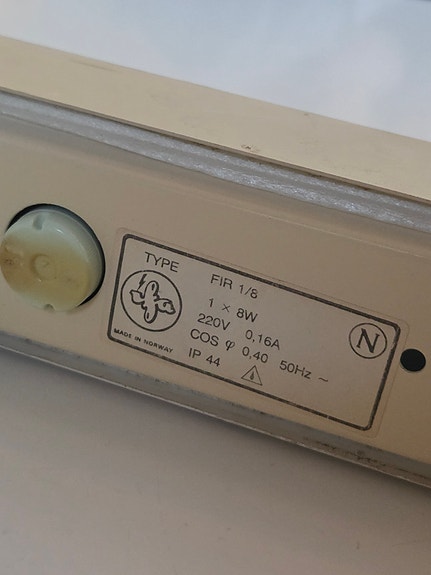 TYPE FIR 1/8
1 × 8W
220V 0,16A
COS φ 0,40 50Hz ~
IP 44
MADE IN NORWAY
N